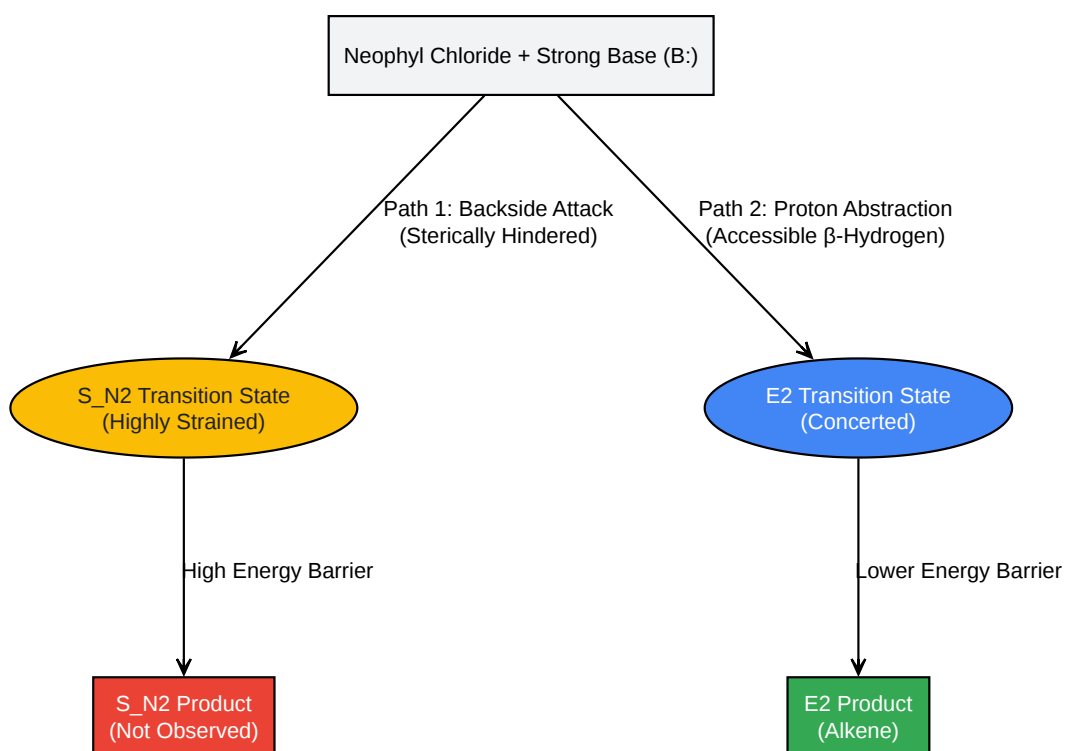 Neophyl Chloride + Strong Base (B:)
Path 1: Backside Attack
(Sterically Hindered)
Path 2: Proton Abstraction
(Accessible β-Hydrogen)
S_N2 Transition State
(Highly Strained)
E2 Transition State
(Concerted)
High Energy Barrier
Lower Energy Barrier
S_N2 Product
(Not Observed)
E2 Product
(Alkene)